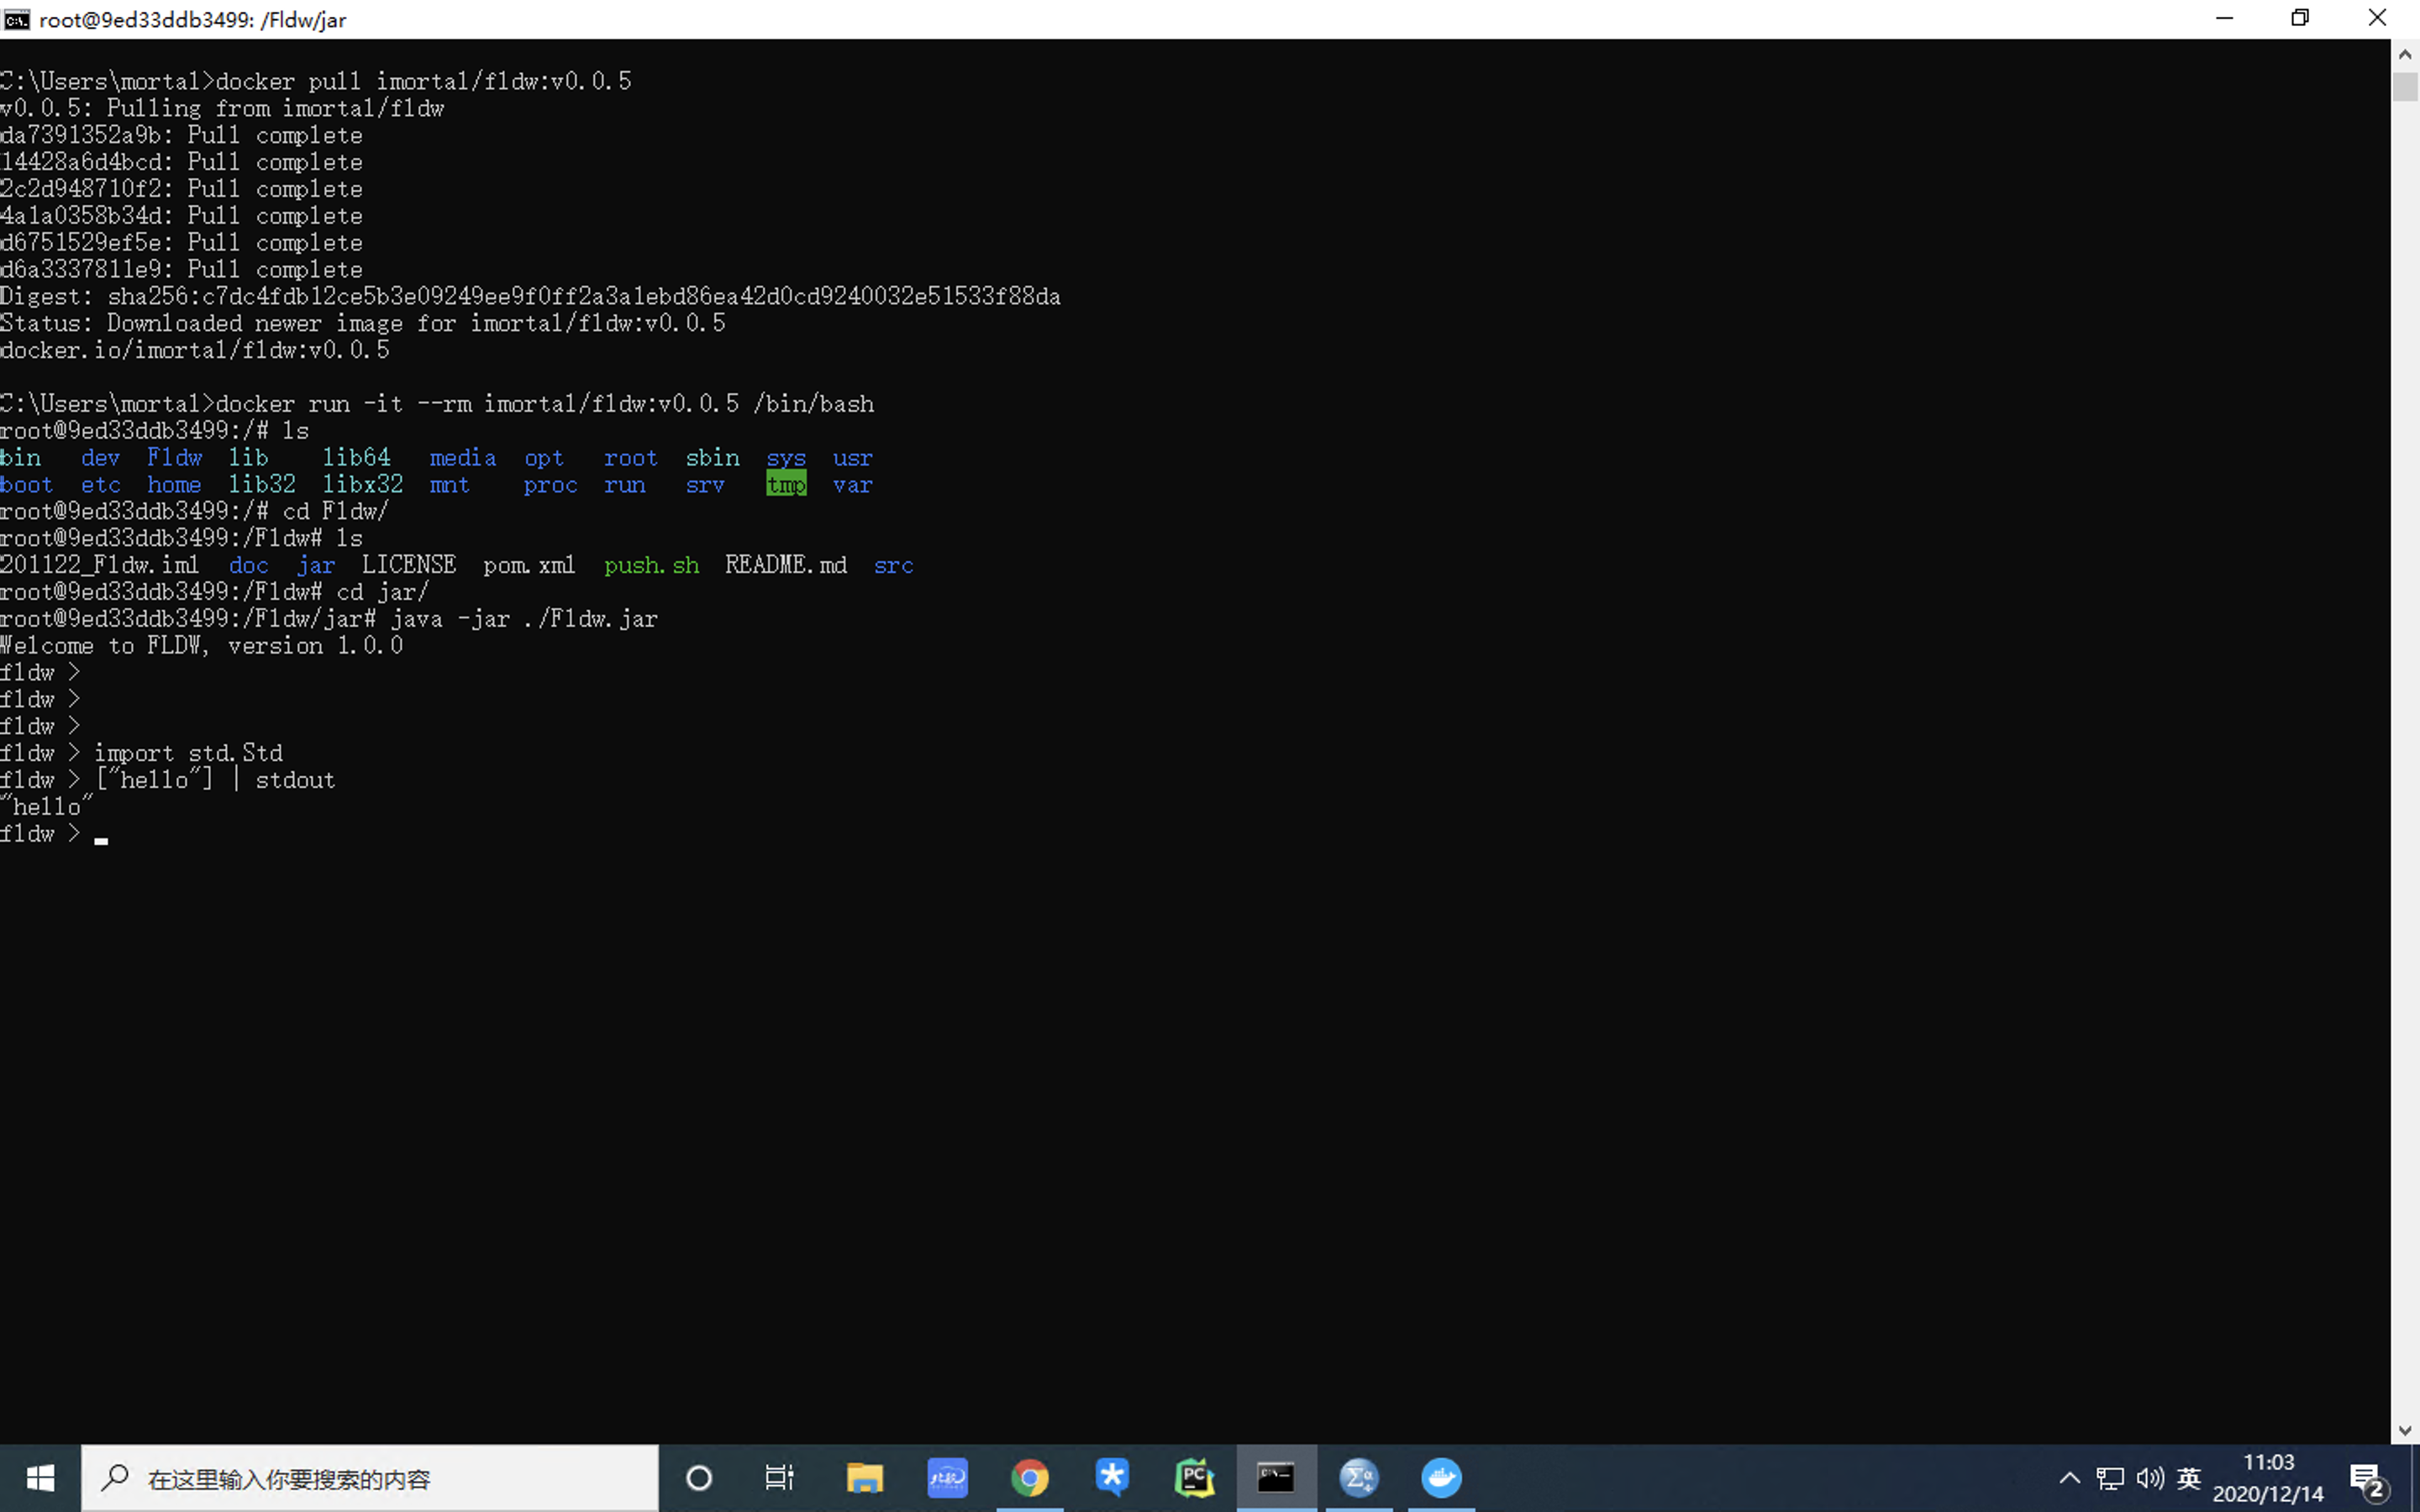 root@9ed33ddb3499: /Fldw/jar
C:\Users\mortal>docker pull imortal/fldw:v0.0.5
v0.0.5: Pulling from imortal/fldw
da7391352a9b: Pull complete
14428a6d4bcd: Pull complete
2c2d948710f2: Pull complete
4a1a0358b34d: Pull complete
d6751529ef5e: Pull complete
d6a3337811e9: Pull complete
Digest: sha256:c7dc4fdb12ce5b3e09249ee9f0ff2a3a1ebd86ea42d0cd9240032e51533f88da
Status: Downloaded newer image for imortal/fldw:v0.0.5
docker.io/imortal/fldw:v0.0.5
C:\Users\mortal>docker run -it --rm imortal/fldw:v0.0.5 /bin/bash
root@9ed33ddb3499:/# ls
bin dev Fldw lib lib64 media opt root sbin sys usr
boot etc home lib32 libx32 mnt proc run srv tmp var
root@9ed33ddb3499:/# cd Fldw/
root@9ed33ddb3499:/Fldw# ls
201122_Fldw.iml doc jar LICENSE pom.xml push.sh README.md src
root@9ed33ddb3499:/Fldw# cd jar/
root@9ed33ddb3499:/Fldw/jar# java -jar ./Fldw.jar
Welcome to FLDW, version 1.0.0
fldw >
fldw >
fldw >
fldw > import std.Std
fldw > ["hello"] | stdout
"hello"
fldw >
在这里输入你要搜索的内容
PC
英
11:03
2020/12/14
2